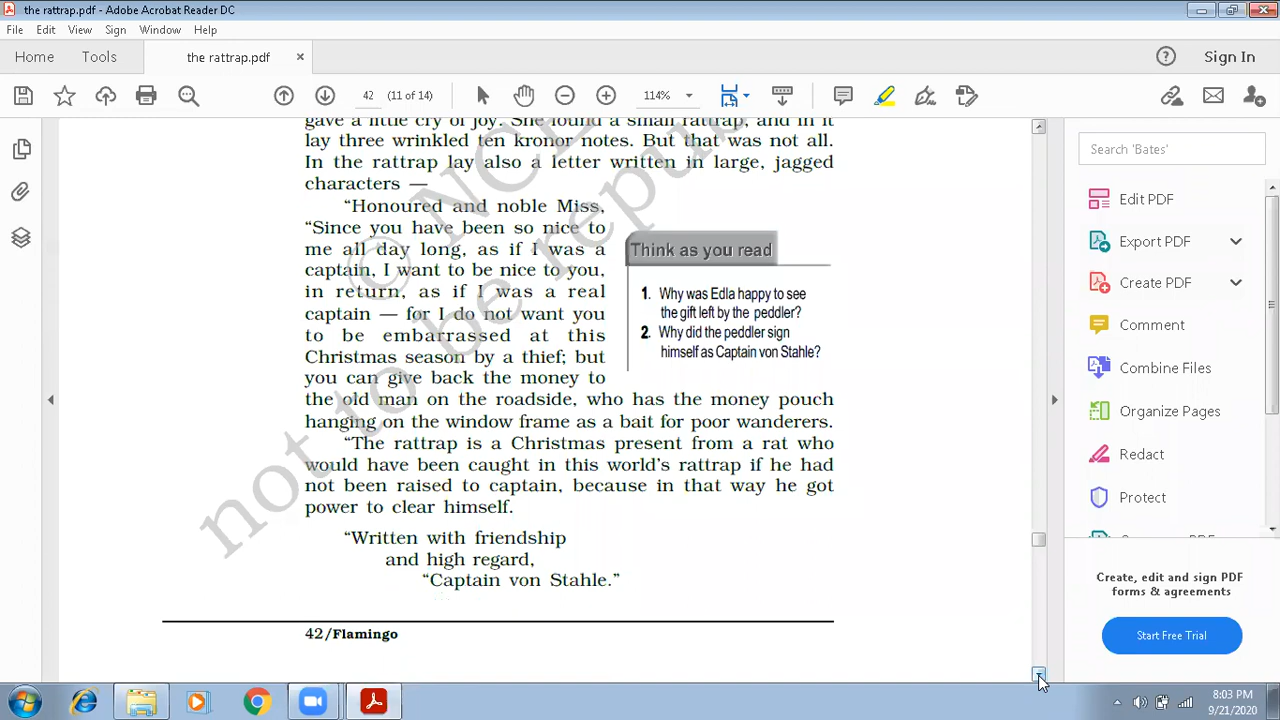 the rattrap.pdf - Adobe Acrobat Reader DC
File Edit View Sign Window Help
Home Tools the rattrap.pdf × Sign In
42 (11 of 14) 114%
gave a little cry of joy. She found a small rattrap, and in it
lay three wrinkled ten kronor notes. But that was not all.
In the rattrap lay also a letter written in large, jagged
characters —
“Honoured and noble Miss,
“Since you have been so nice to
me all day long, as if I was a
captain, I want to be nice to you,
in return, as if I was a real
captain — for I do not want you
to be embarrassed at this
Christmas season by a thief; but
you can give back the money to
the old man on the roadside, who has the money pouch
hanging on the window frame as a bait for poor wanderers.
“The rattrap is a Christmas present from a rat who
would have been caught in this world’s rattrap if he had
not been raised to captain, because in that way he got
power to clear himself.
“Written with friendship
and high regard,
“Captain von Stahle.”
42/Flamingo
Think as you read
1. Why was Edla happy to see
the gift left by the peddler?
2. Why did the peddler sign
himself as Captain von Stahle?
© NCE
not to be repub
Search 'Bates'
Edit PDF
Export PDF
Create PDF
Comment
Combine Files
Organize Pages
Redact
Protect
Create, edit and sign PDF
forms & agreements
Start Free Trial
8:03 PM
9/21/2020